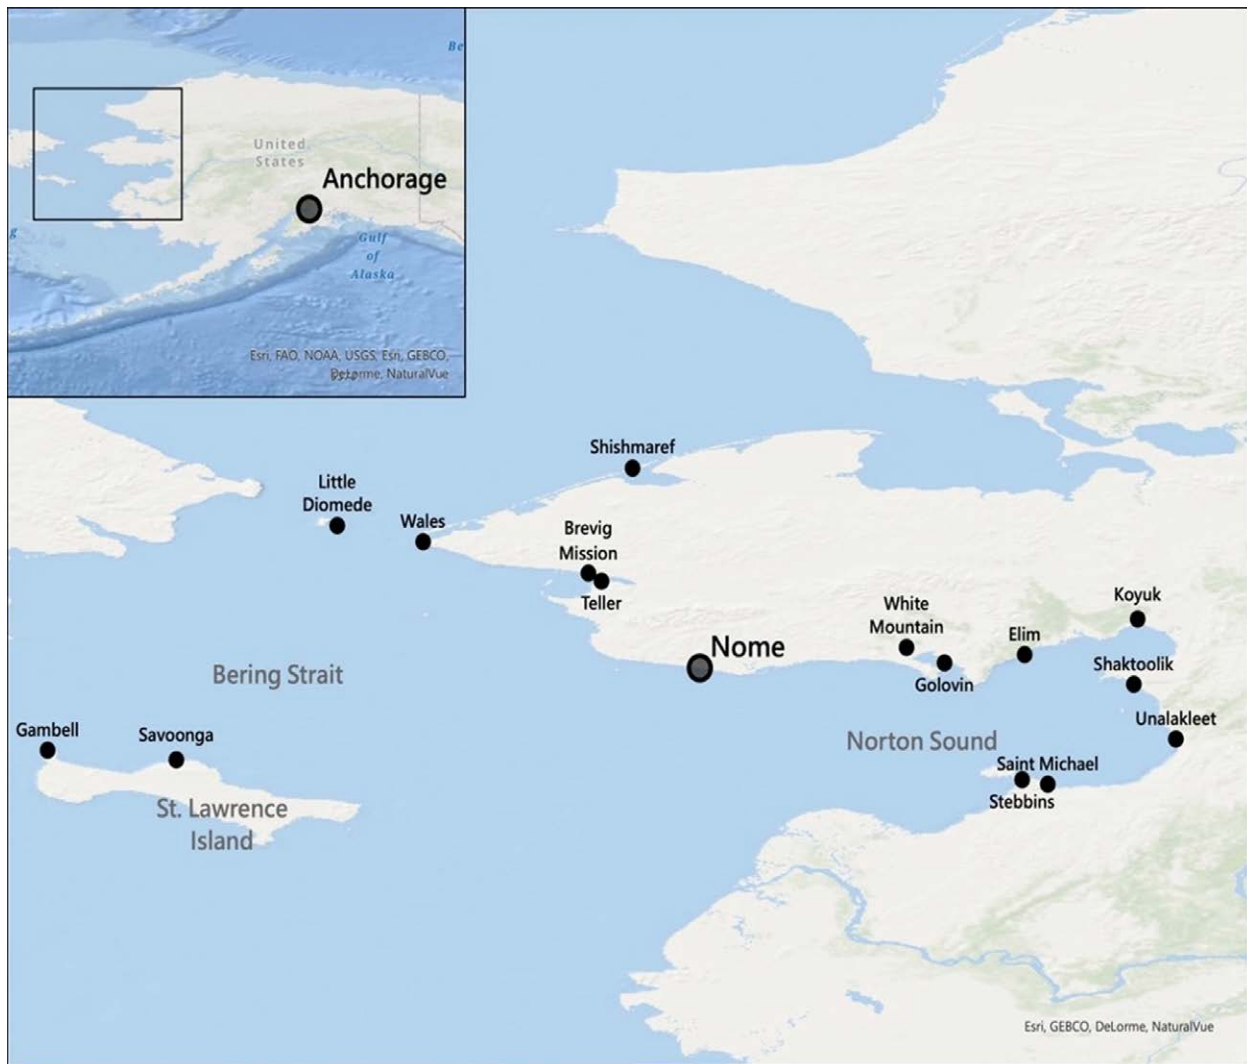 Be
United
States
Anchorage
g
Gulf
of
Alaska
Esri, FAO, NOAA, USGS, Esri, GEBCO,
DeLorme, NaturalVue
Shishmaref
Little
Diomede
Wales
Brevig
Mission
Teller
White
Mountain
Koyuk
Elim
Nome
Shaktoolik
Golovin
Bering Strait
Unalakleet
Gambell
Savoonga
Norton Sound
Saint Michael
Stebbins
St. Lawrence
Island
Esri, GEBCO, DeLorme, NaturalVue